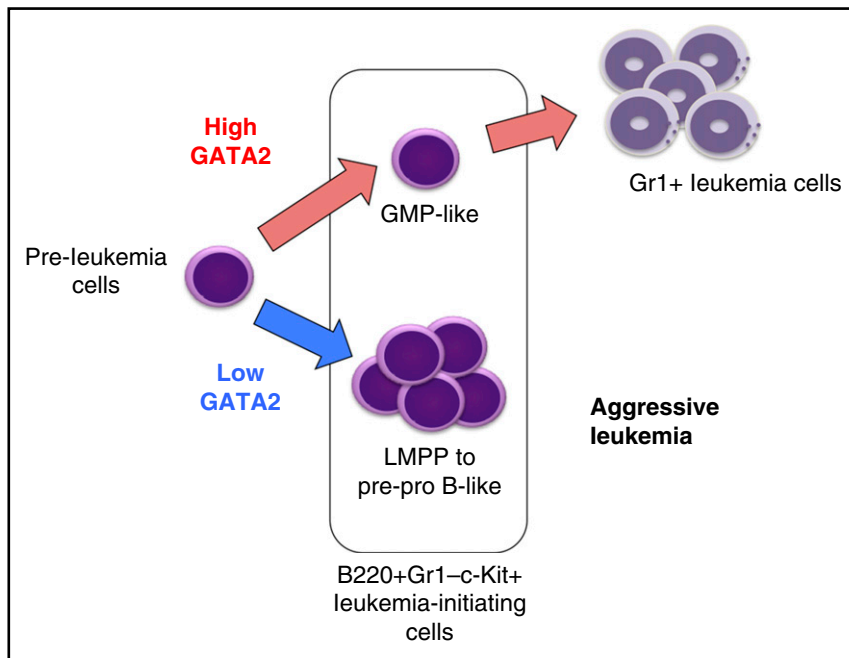 High
GATA2
Gr1+ leukemia cells
GMP-like
Pre-leukemia
cells
Low
GATA2
Aggressive
leukemia
LMPP to
pre-pro B-like
B220+Gr1–c-Kit+
leukemia-initiating
cells